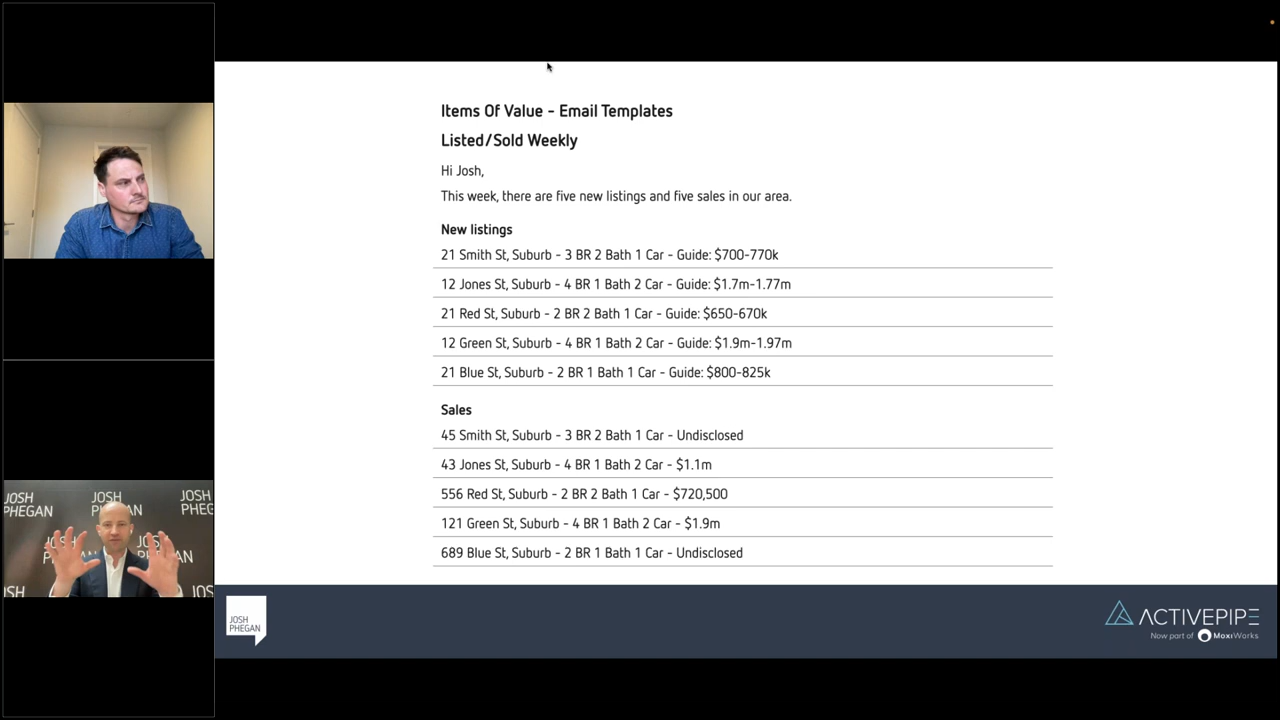 Items Of Value - Email Templates
Listed/Sold Weekly
Hi Josh,
This week, there are five new listings and five sales in our area.
New listings
21 Smith St, Suburb - 3 BR 2 Bath 1 Car - Guide: $700-770k
12 Jones St, Suburb - 4 BR 1 Bath 2 Car - Guide: $1.7m-1.77m
21 Red St, Suburb - 2 BR 2 Bath 1 Car - Guide: $650-670k
12 Green St, Suburb - 4 BR 1 Bath 2 Car - Guide: $1.9m-1.97m
21 Blue St, Suburb - 2 BR 1 Bath 1 Car - Guide: $800-825k
Sales
45 Smith St, Suburb - 3 BR 2 Bath 1 Car - Undisclosed
43 Jones St, Suburb - 4 BR 1 Bath 2 Car - $1.1m
556 Red St, Suburb - 2 BR 2 Bath 1 Car - $720,500
121 Green St, Suburb - 4 BR 1 Bath 2 Car - $1.9m
689 Blue St, Suburb - 2 BR 1 Bath 1 Car - Undisclosed
JOSH
PHEGAN
JOSH
JOSH
PHEGAN
JOSH
PHEGAN
ACTIVEPIPE
Now part of MoxiWorks